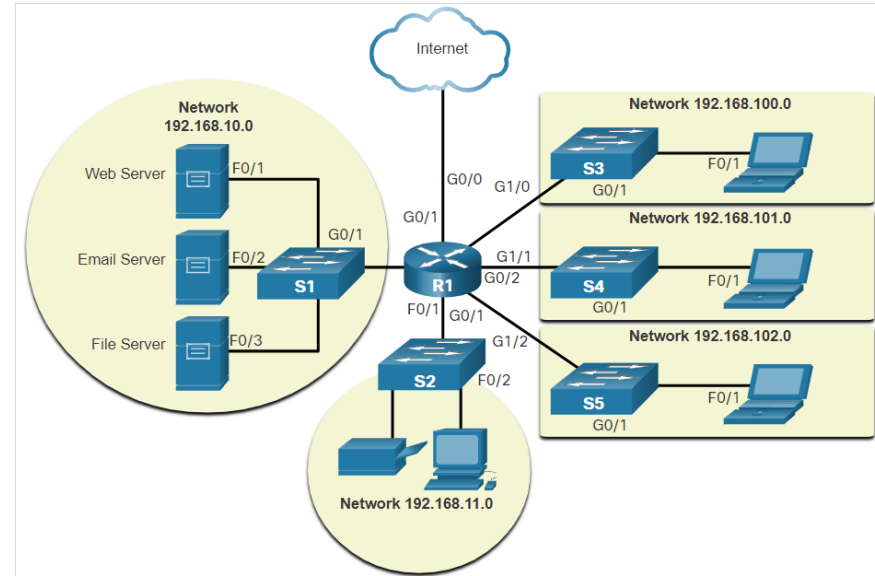 Internet
Network
192.168.10.0
Web Server
F0/1
Email Server
F0/2
File Server
F0/3
G0/1
S1
G0/0
G0/1
R1
G1/0
G1/1
G0/2
G1/2
F0/1
G0/1
S2
F0/2
Network 192.168.11.0
Network 192.168.100.0
S3
F0/1
G0/1
Network 192.168.101.0
S4
F0/1
G0/1
Network 192.168.102.0
S5
F0/1
G0/1